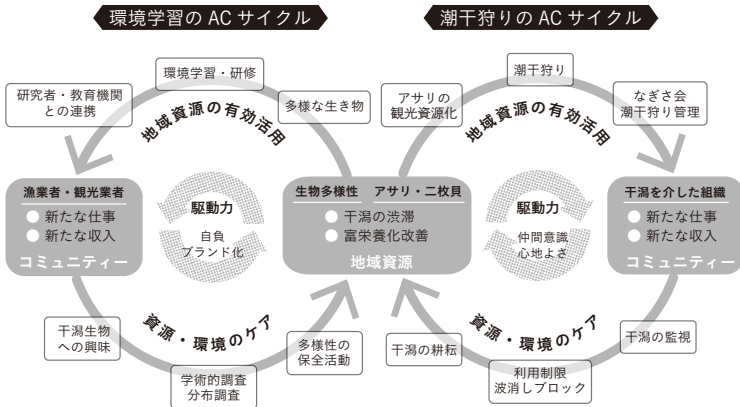 環境学習の AC サイクル
潮干狩りの AC サイクル
環境学習・研修
研究者・教育機関
との連携
多様な生き物
地域資源の有効活用
潮干狩り
アサリの
観光資源化
なぎさ会
潮干狩り管理
地域資源の有効活用
漁業者・観光業者
新たな仕事
新たな収入
コミュニティー
駆動力
自負
ブランド化
生物多様性 アサリ・二枚貝
干潟の渋滞
富栄養化改善
地域資源
駆動力
仲間意識
心地よさ
干潟を介した組織
新たな仕事
新たな収入
コミュニティー
資源・環境のケア
干潟生物
への興味
学術的調査
分布調査
多様性の
保全活動
資源・環境のケア
干潟の耕耘
利用制限
波消しブロック
干潟の監視